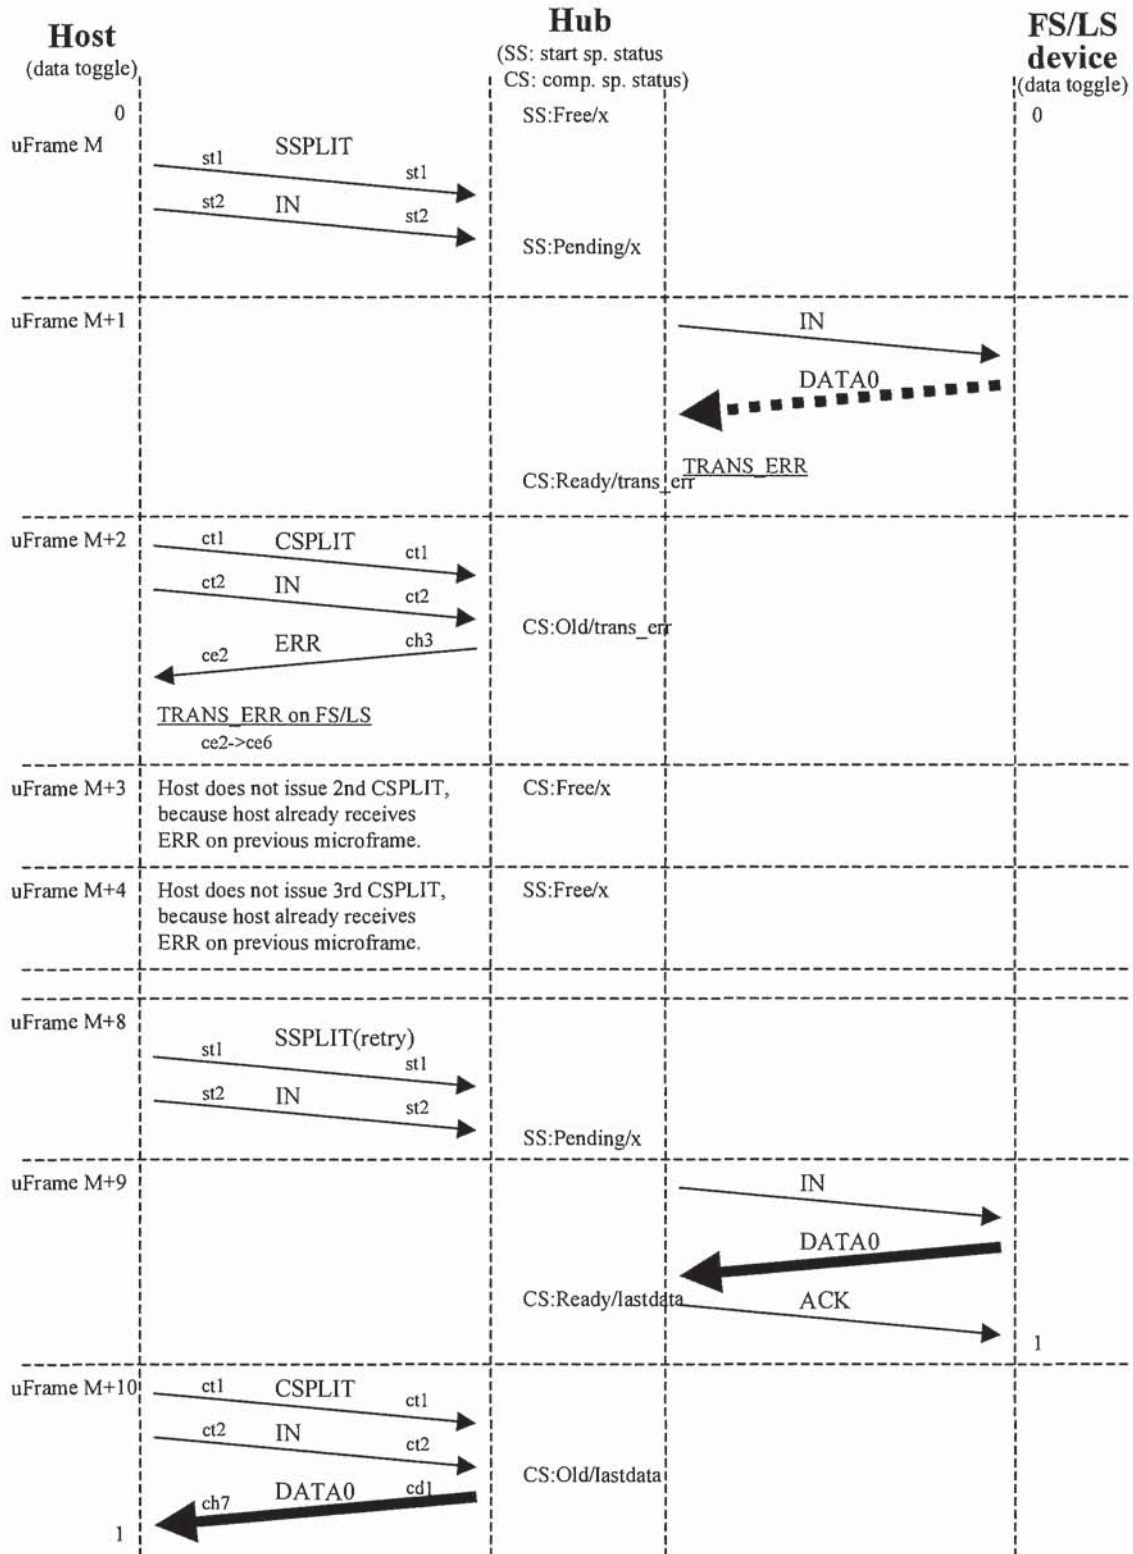 Host
(data toggle)
Hub
(SS: start sp. status
CS: comp. sp. status)
FS/LS
device
(data toggle)
0
SS:Free/x
0
uFrame M
SSPLIT
st1
st1
IN
st2
st2
SS:Pending/x
uFrame M+1
IN
DATA0
TRANS_ERR
CS:Ready/trans_err
uFrame M+2
CSPLIT
ct1
ct1
IN
ct2
ct2
CS:Old/trans_err
ERR
ch3
ce2
TRANS_ERR on FS/LS
ce2->ce6
uFrame M+3
Host does not issue 2nd CSPLIT,
because host already receives
ERR on previous microframe.
CS:Free/x
uFrame M+4
Host does not issue 3rd CSPLIT,
because host already receives
ERR on previous microframe.
SS:Free/x
uFrame M+8
SSPLIT(retry)
st1
st1
IN
st2
st2
SS:Pending/x
uFrame M+9
IN
DATA0
CS:Ready/lastdata
ACK
1
uFrame M+10
CSPLIT
ct1
ct1
IN
ct2
ct2
CS:Old/lastdata
DATA0
cd1
ch7
1